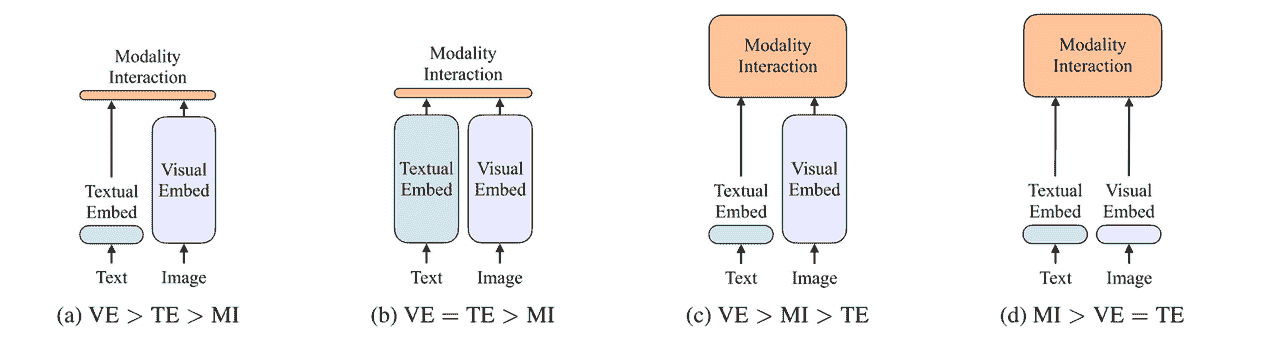 Modality
Interaction
Textual
Embed
Visual
Embed
Text
Image
(a) VE > TE > MI
Modality
Interaction
Textual
Embed
Visual
Embed
Text
Image
(b) VE = TE > MI
Modality
Interaction
Textual
Embed
Visual
Embed
Text
Image
(c) VE > MI > TE
Modality
Interaction
Textual
Embed
Visual
Embed
Text
Image
(d) MI > VE = TE